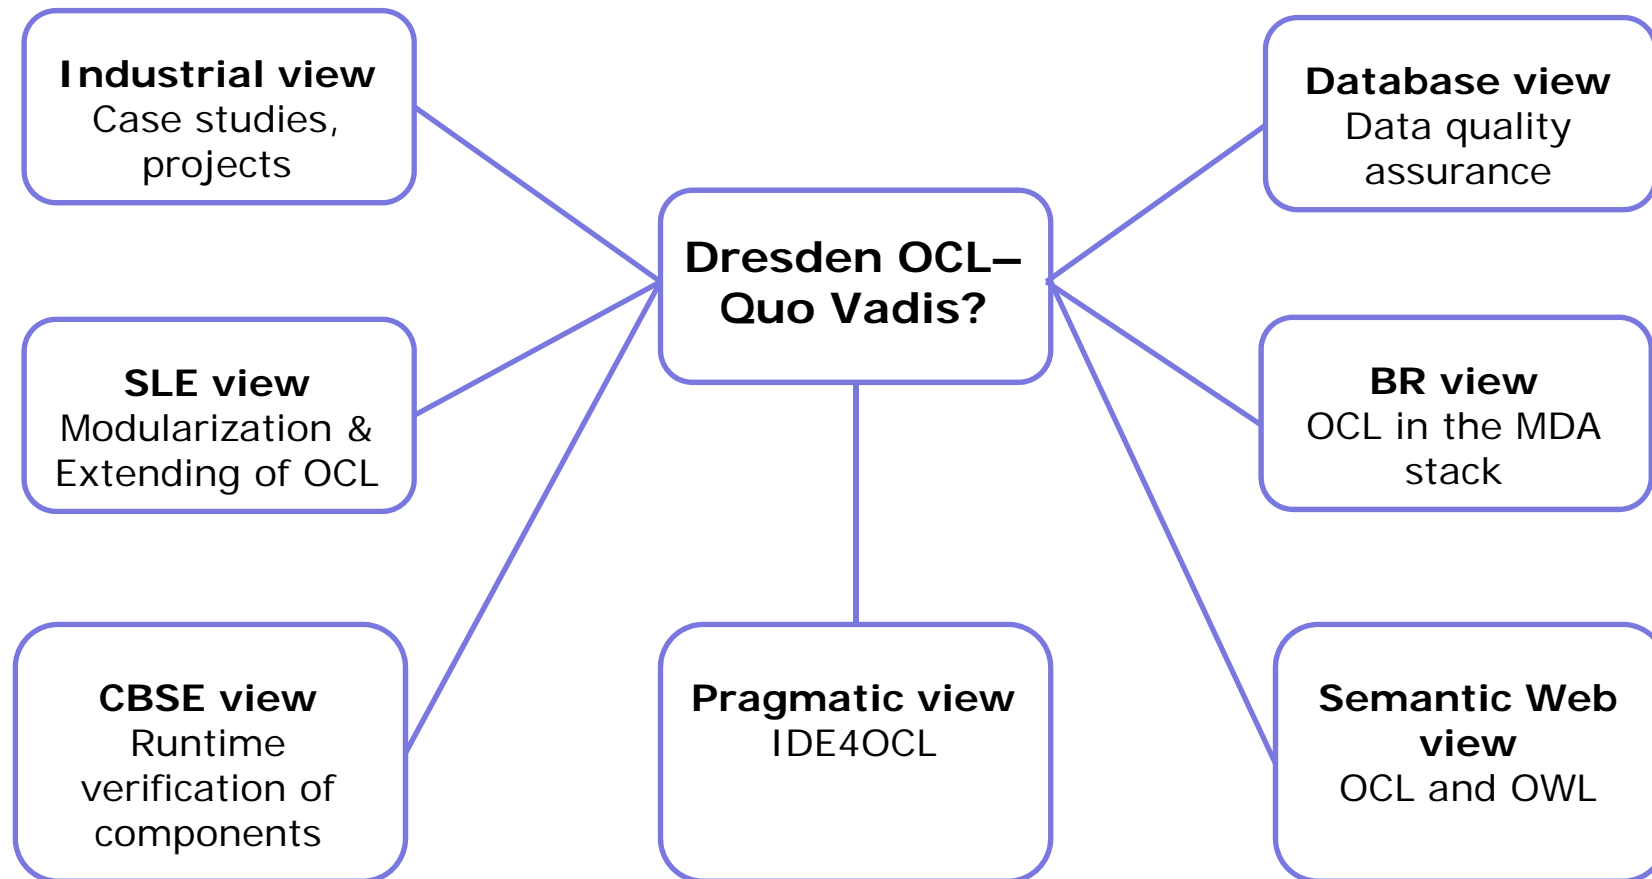 Industrial view
Case studies,
projects
Database view
Data quality
assurance
Dresden OCL–
Quo Vadis?
SLE view
Modularization &
Extending of OCL
BR view
OCL in the MDA
stack
CBSE view
Runtime
verification of
components
Pragmatic view
IDE4OCL
Semantic Web
view
OCL and OWL